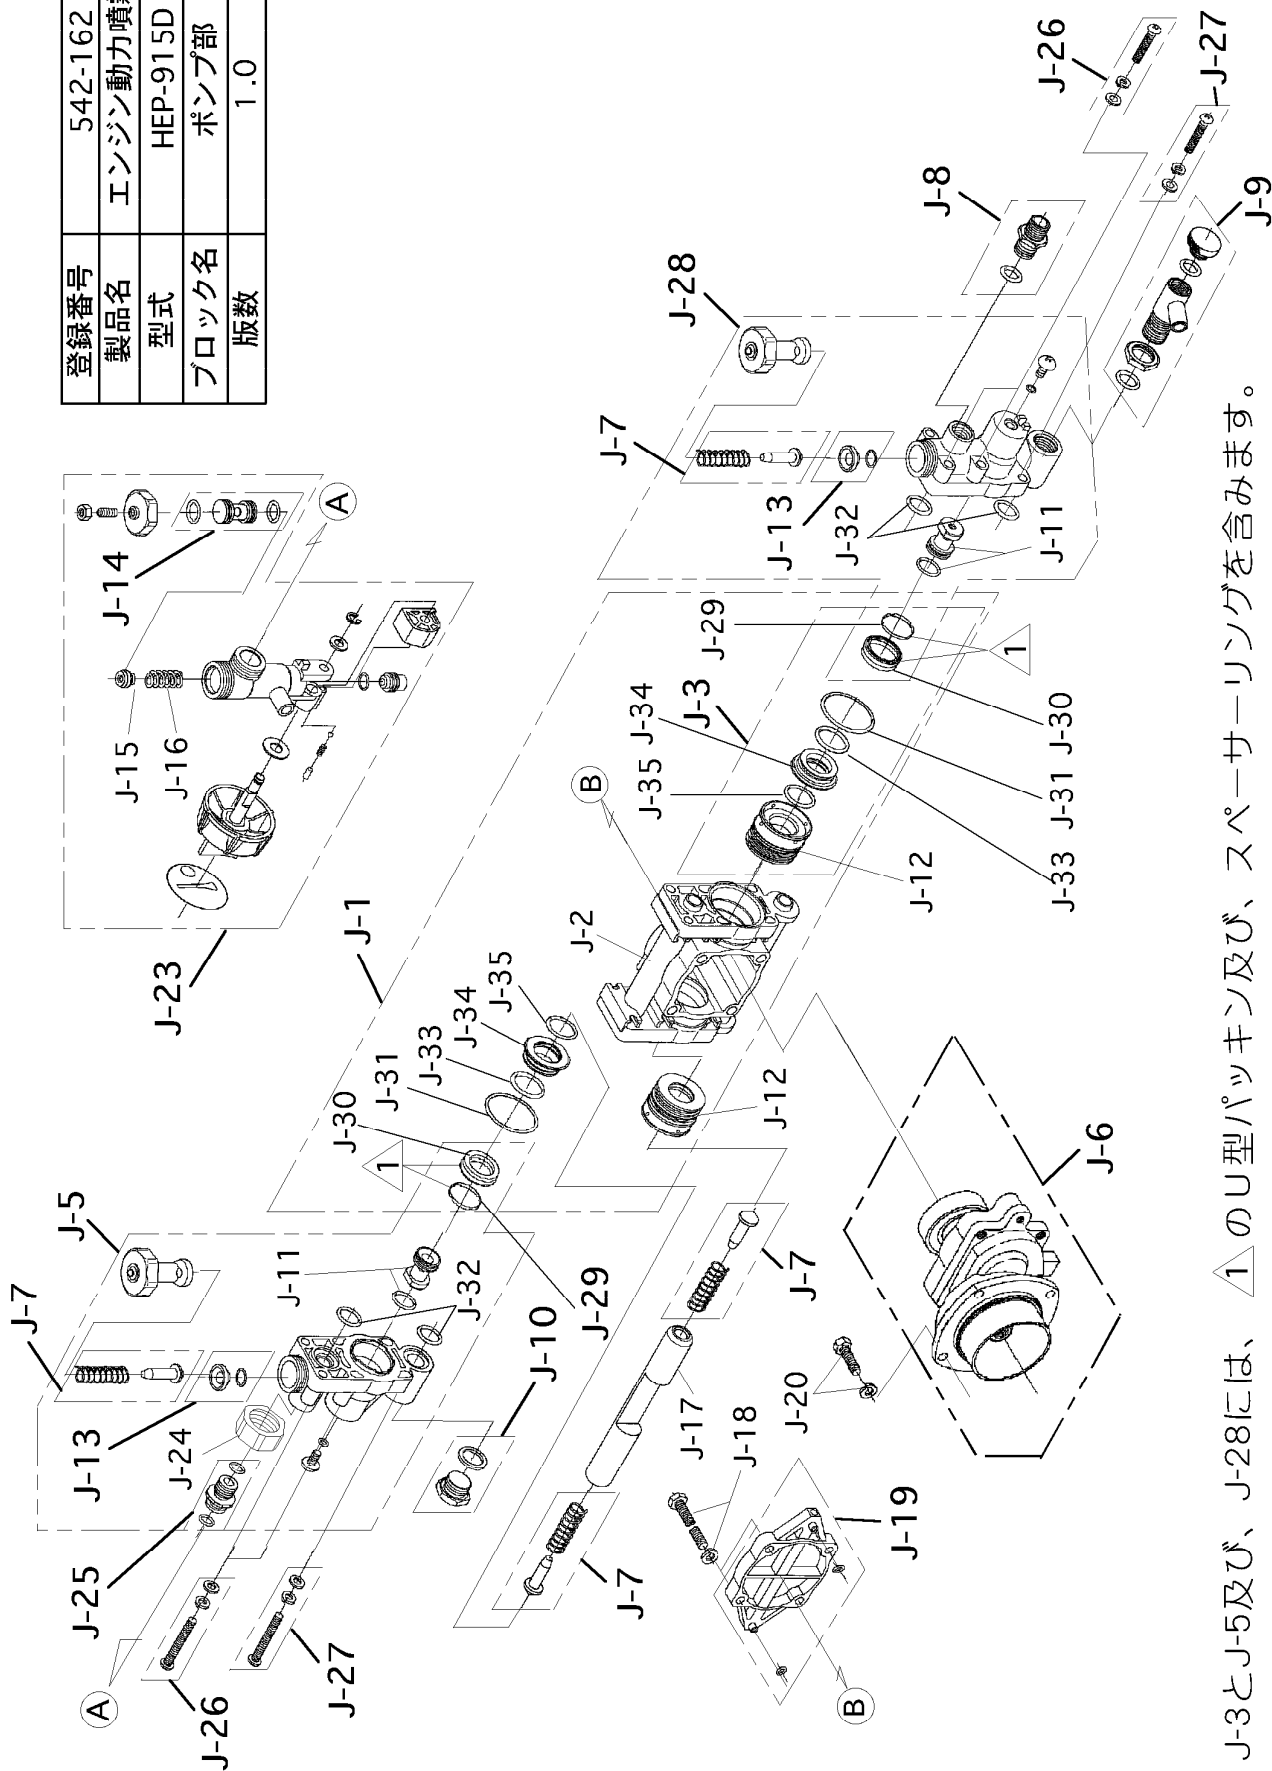 登録番号 542-162
製品名 エンジン動力噴
型式 HEP-915D
ブロック名 ポンプ部
版数 1.0
J-7
J-5
J-25
J-13
A
J-14
J-15
J-23
J-16
J-24
J-26
J-11
A
J-27
J-30
J-1
1
J-31
J-33
J-32
J-34
J-35
J-10
J-2
J-29
B
J-7
J-7
J-34
J-35
J-28
J-17
J-3
J-29
J-18
J-12
J-13
J-7
J-20
J-32
B
J-19
J-12
J-8
1
J-26
J-11
J-30
J-31
J-33
J-6
J-27
J-9
J-3とJ-5及び、J-28には、 1 のU型パッキン及び、スペーサーリングを含みます。